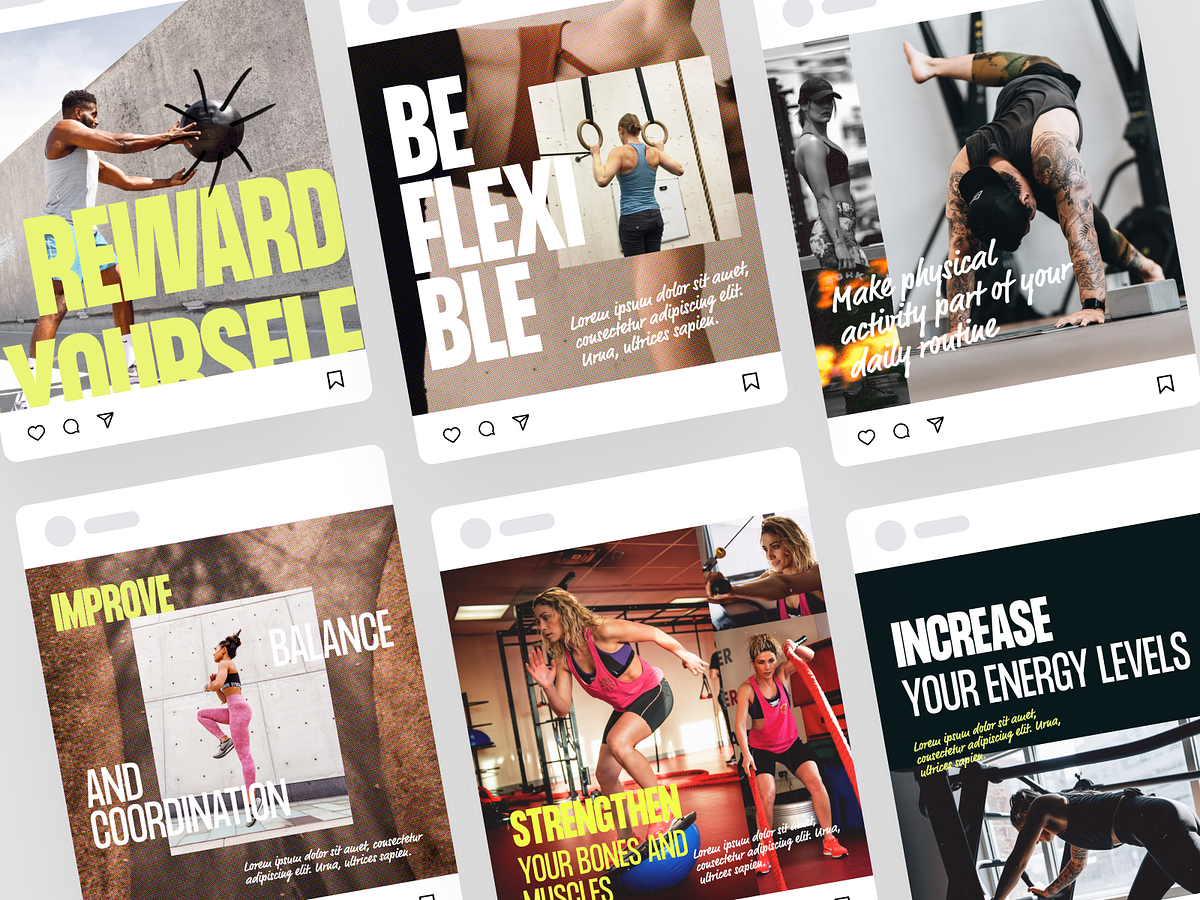 REWARD
YOURSELF
BE
FLEXI
BLE
Lorem ipsum dolor sit amet,
consectetur adipiscing elit.
Urna, ultrices sapien.
Make physical
activity part of your
daily routine
IMPROVE
BALANCE
AND
COORDINATION
Lorem ipsum dolor sit amet, consectetur
adipiscing elit. Urna, ultrices sapien.
STRENGTHEN
YOUR BONES AND
MUSCLES
Lorem ipsum dolor sit amet,
consectetur adipiscing elit. Urna,
ultrices sapien.
INCREASE
YOUR ENERGY LEVELS
Lorem ipsum dolor sit amet,
consectetur adipiscing elit. Urna,
ultrices sapien.